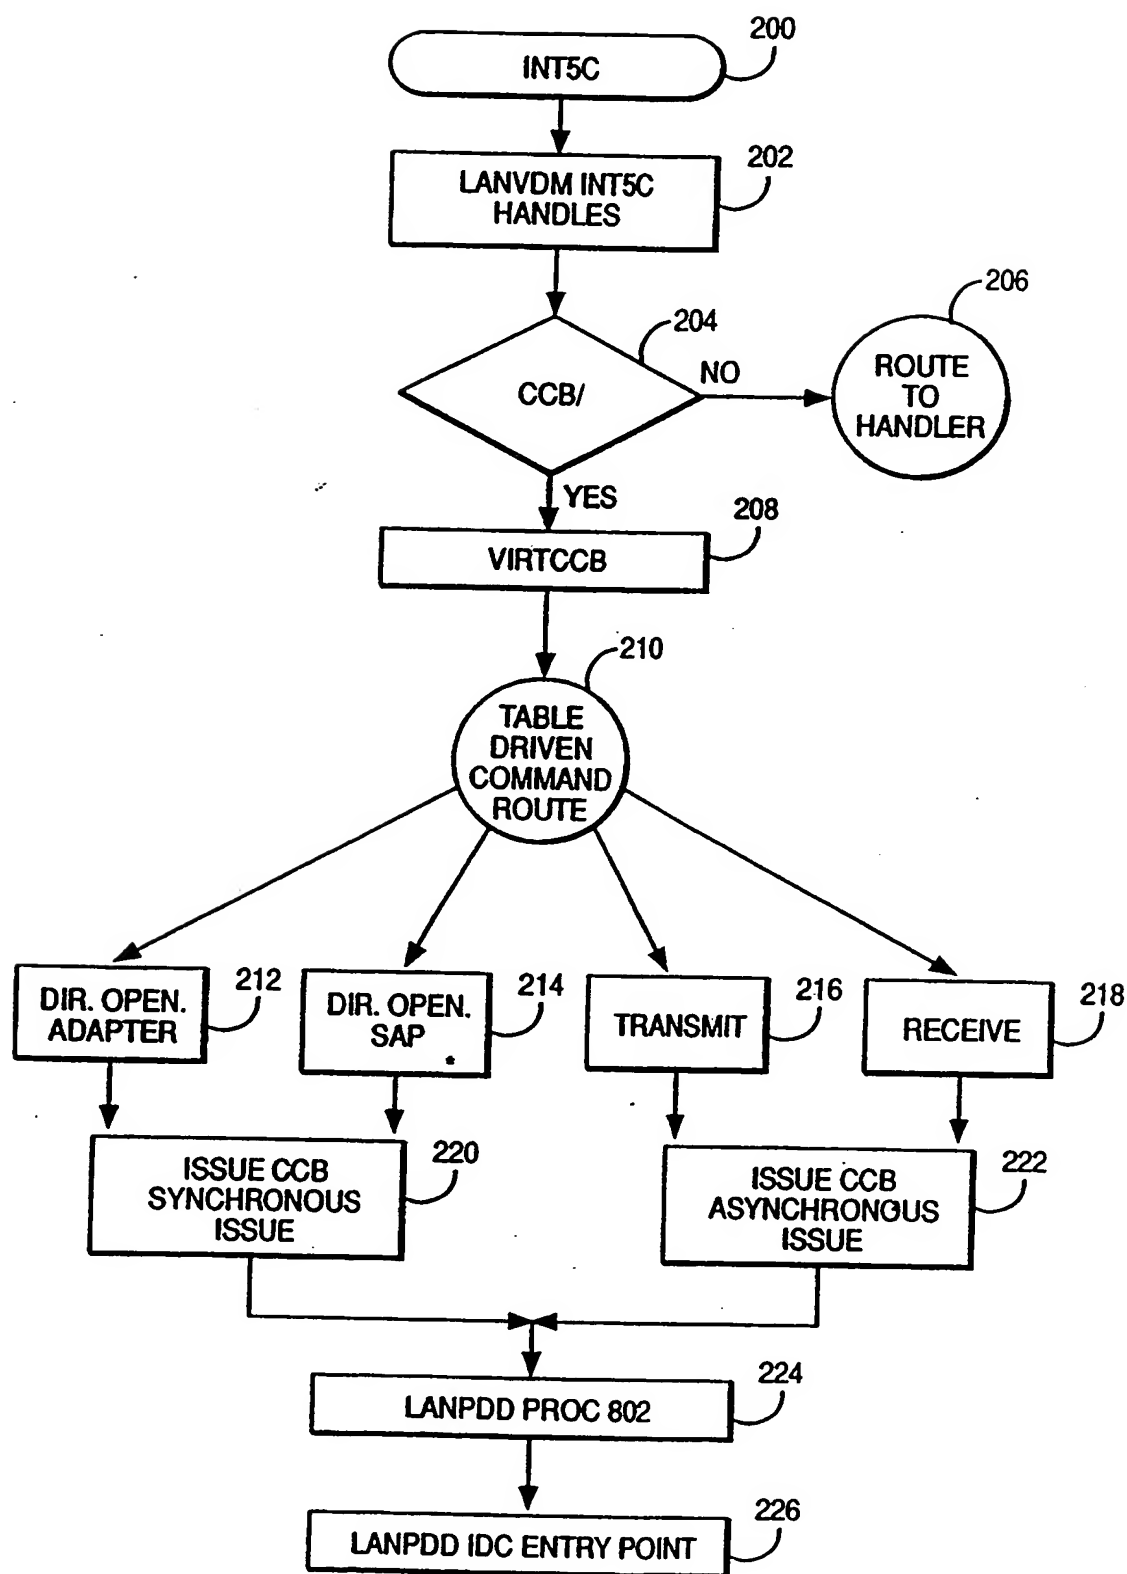 200
INT5C
202
LANVDM INT5C
HANDLES
204
CCB/
NO
206
ROUTE
TO
HANDLER
YES
208
VIRTCCB
210
TABLE
DRIVEN
COMMAND
ROUTE
212
DIR. OPEN.
ADAPTER
214
DIR. OPEN.
SAP
216
TRANSMIT
218
RECEIVE
220
ISSUE CCB
SYNCHRONOUS
ISSUE
222
ISSUE CCB
ASYNCHRONOUS
ISSUE
224
LANPDD PROC 802
226
LANPDD IDC ENTRY POINT